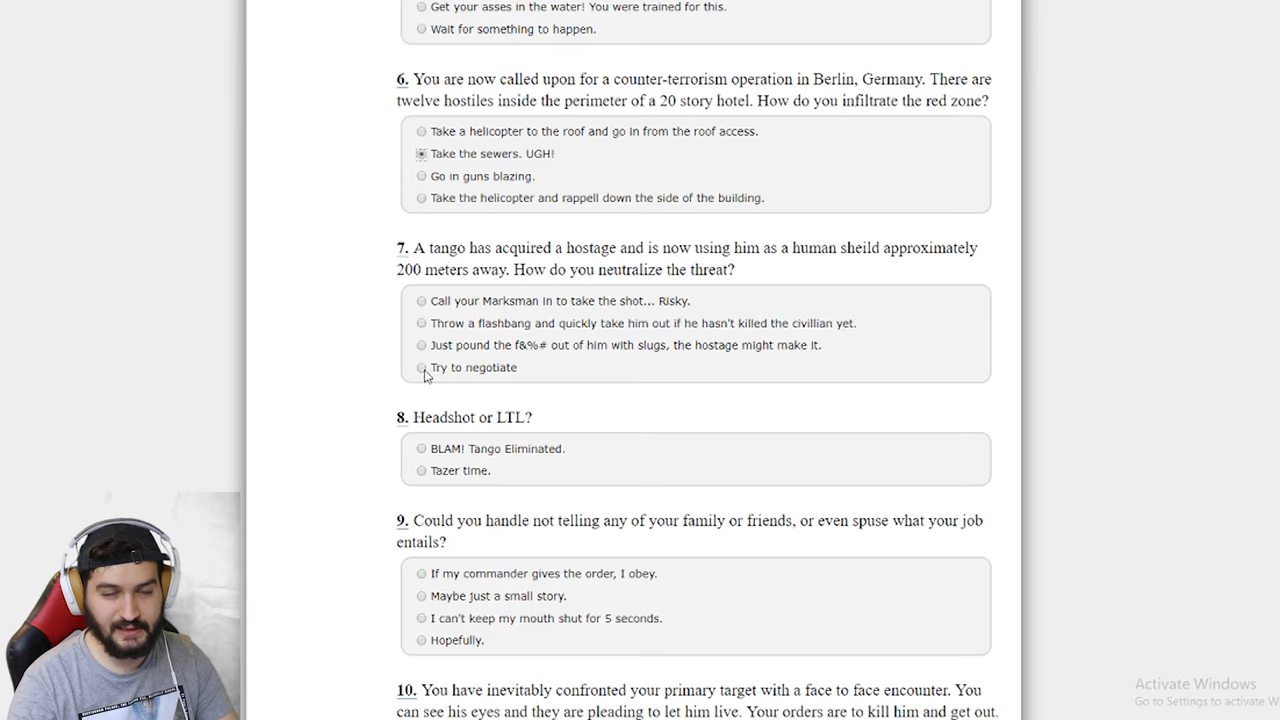 Get your asses in the water! You were trained for this.
Wait for something to happen.
6. You are now called upon for a counter-terrorism operation in Berlin, Germany. There are
twelve hostiles inside the perimeter of a 20 story hotel. How do you infiltrate the red zone?
Take a helicopter to the roof and go in from the roof access.
Take the sewers. UGH!
Go in guns blazing.
Take the helicopter and rappell down the side of the building.
7. A tango has acquired a hostage and is now using him as a human sheild approximately
200 meters away. How do you neutralize the threat?
Call your Marksman in to take the shot... Risky.
Throw a flashbang and quickly take him out if he hasn't killed the civillian yet.
Just pound the f&%# out of him with slugs, the hostage might make it.
Try to negotiate
8. Headshot or LTL?
BLAM! Tango Eliminated.
Tazer time.
9. Could you handle not telling any of your family or friends, or even spuse what your job
entails?
If my commander gives the order, I obey.
Maybe just a small story.
I can't keep my mouth shut for 5 seconds.
Hopefully.
10. You have inevitably confronted your primary target with a face to face encounter. You
can see his eyes and they are pleading to let him live. Your orders are to kill him and get out.
Activate Windows
Go to Settings to activate W